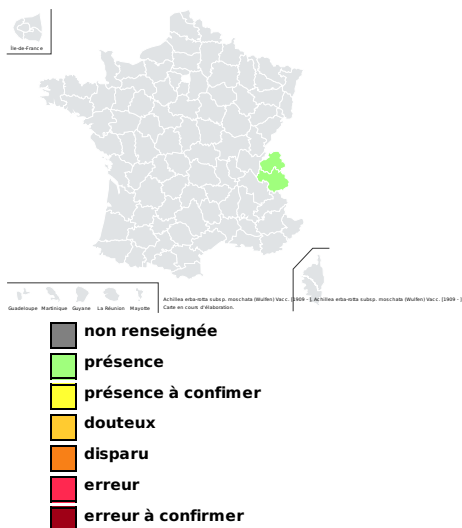 Île-de-France
Guadeloupe Martinique Guyane La Réunion Mayotte
Achillea erba-rotta subsp. moschata (Wulfen) Vacc. [1909 - ], Achillea erba-rotta subsp. moschata (Wulfen) Vacc. [1909 - ]
Carte en cours d'élaboration.
non renseignée
présence
présence à confimer
douteux
disparu
erreur
erreur à confirmer